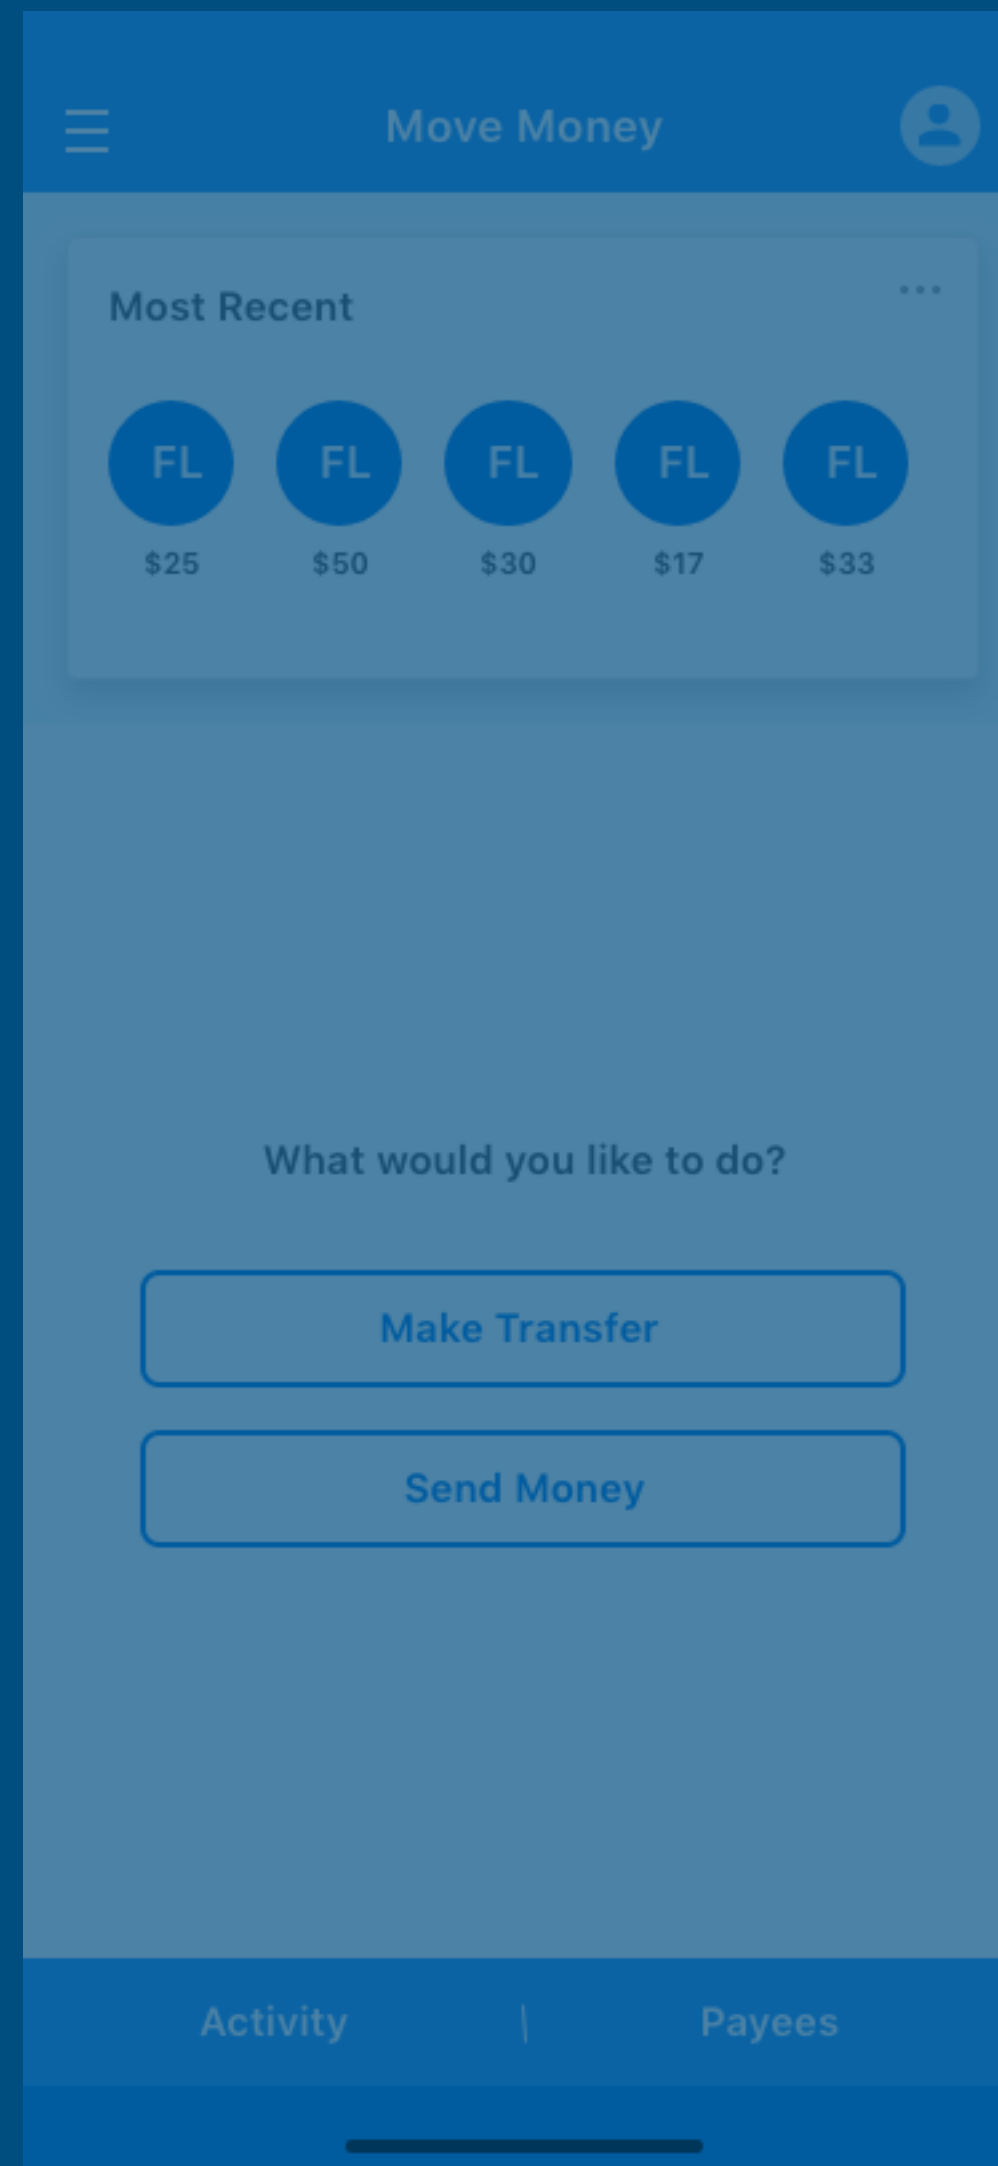 Move Money
Most Recent
FL FL FL FL FL
$25 $50 $30 $17 $33
What would you like to do?
Make Transfer
Send Money
Activity | Payees